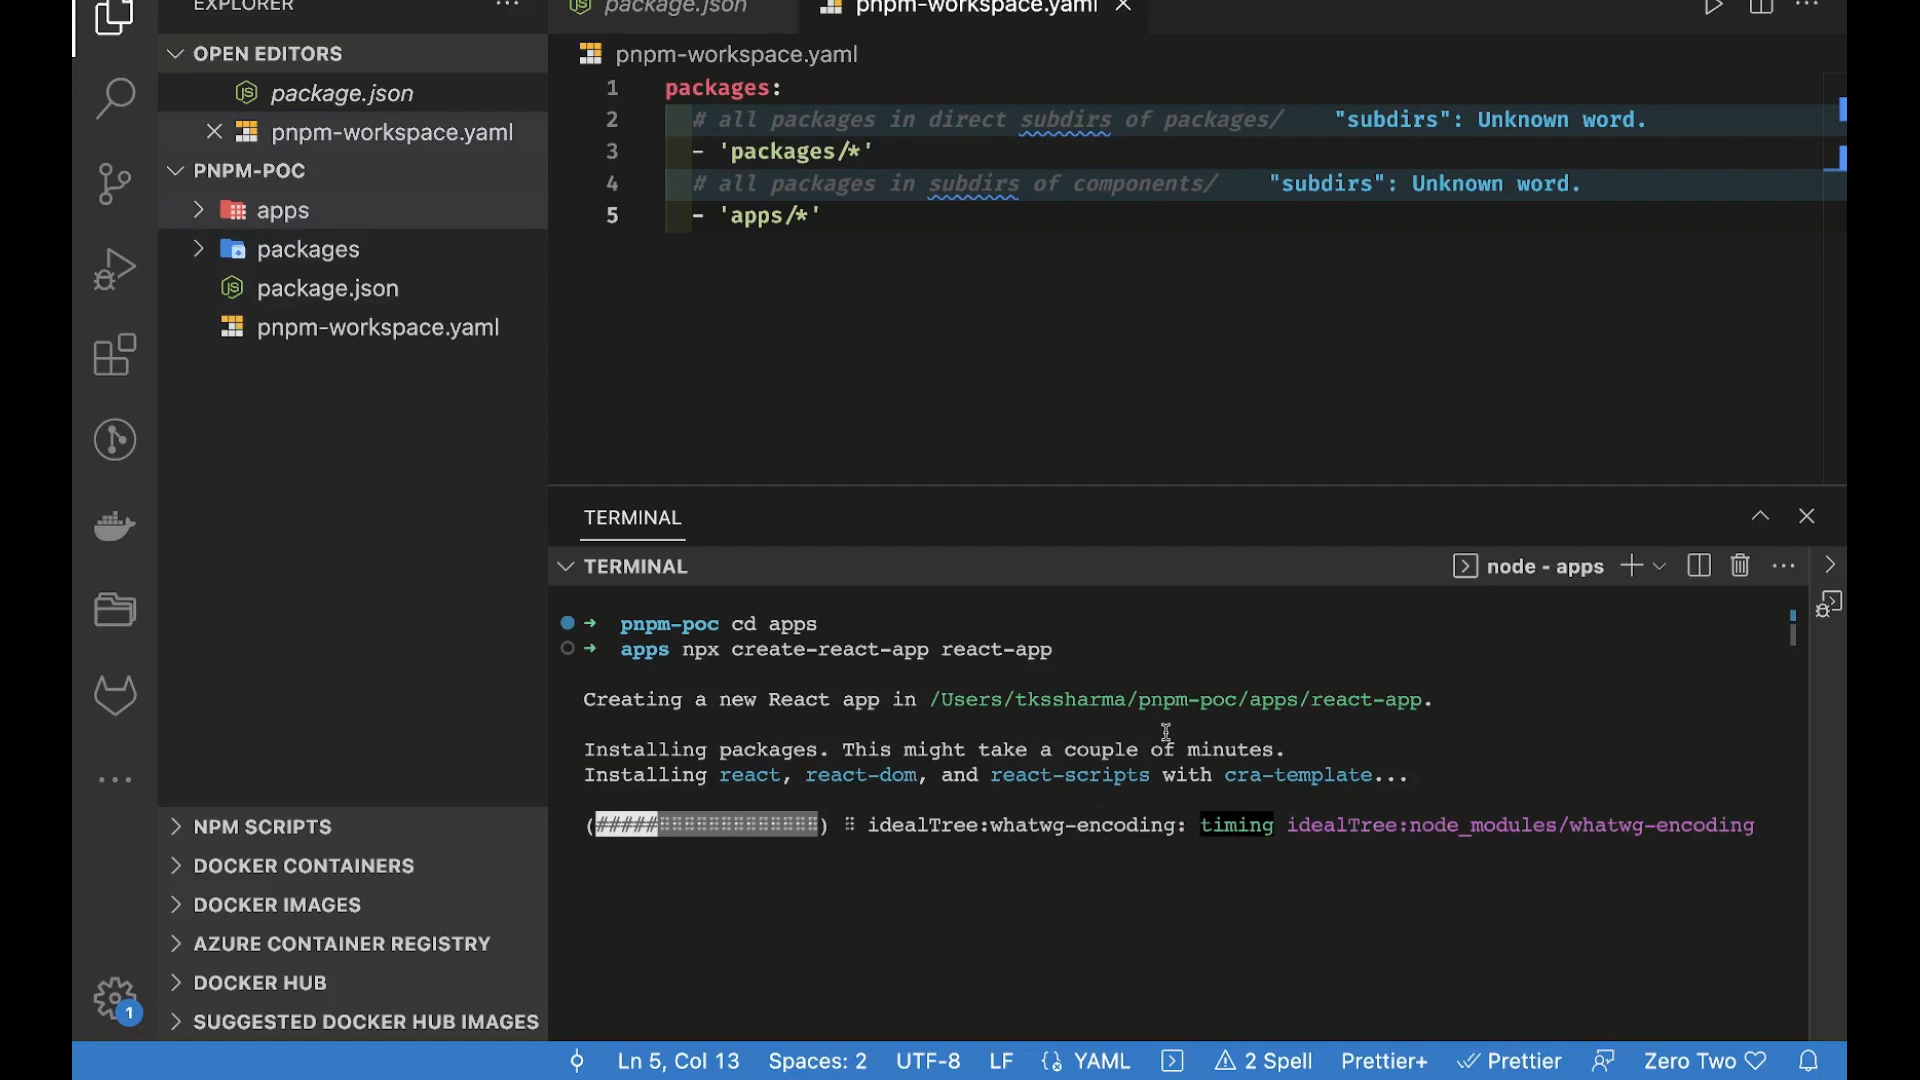 EXPLORER
package.json
pnpm-workspace.yaml
OPEN EDITORS
package.json
pnpm-workspace.yaml
PNPM-POC
apps
packages
package.json
pnpm-workspace.yaml
NPM SCRIPTS
DOCKER CONTAINERS
DOCKER IMAGES
AZURE CONTAINER REGISTRY
DOCKER HUB
SUGGESTED DOCKER HUB IMAGES
1
pnpm-workspace.yaml
1 packages:
2 # all packages in direct subdirs of packages/ "subdirs": Unknown word.
3 - 'packages/*'
4 # all packages in subdirs of components/ "subdirs": Unknown word.
5 - 'apps/*'
TERMINAL
TERMINAL
node - apps
➜ pnpm-poc cd apps
➜ apps npx create-react-app react-app
Creating a new React app in /Users/tkssharma/pnpm-poc/apps/react-app.
Installing packages. This might take a couple of minutes.
Installing react, react-dom, and react-scripts with cra-template...
(#####⠂⠂⠂⠂⠂⠂⠂⠂⠂⠂⠂⠂⠂) ⠇ idealTree:whatwg-encoding: timing idealTree:node_modules/whatwg-encoding
Ln 5, Col 13 Spaces: 2 UTF-8 LF YAML 2 Spell Prettier+ Prettier Zero Two